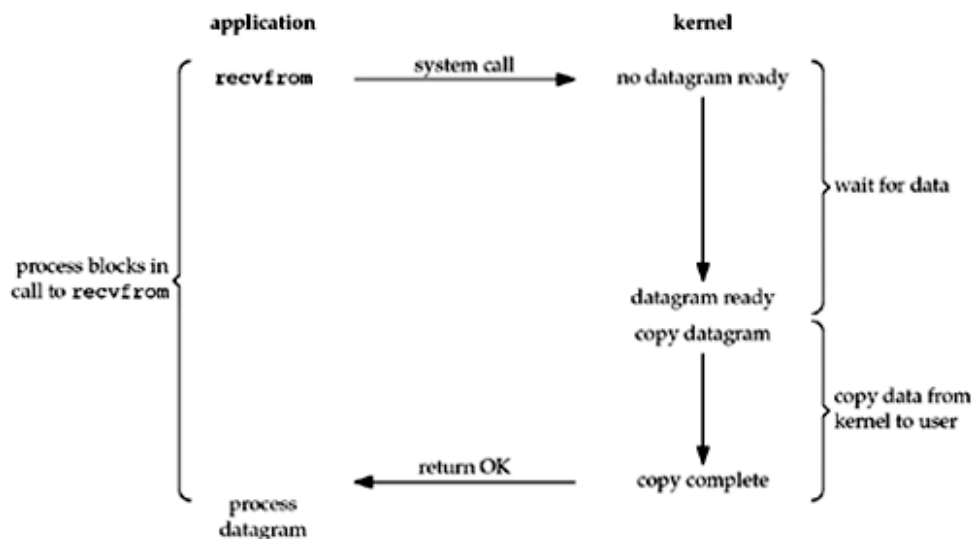 application
kernel
recvfrom
system call
no datagram ready
wait for data
process blocks in
call to recvfrom
datagram ready
copy datagram
copy data from
kernel to user
return OK
copy complete
process
datagram